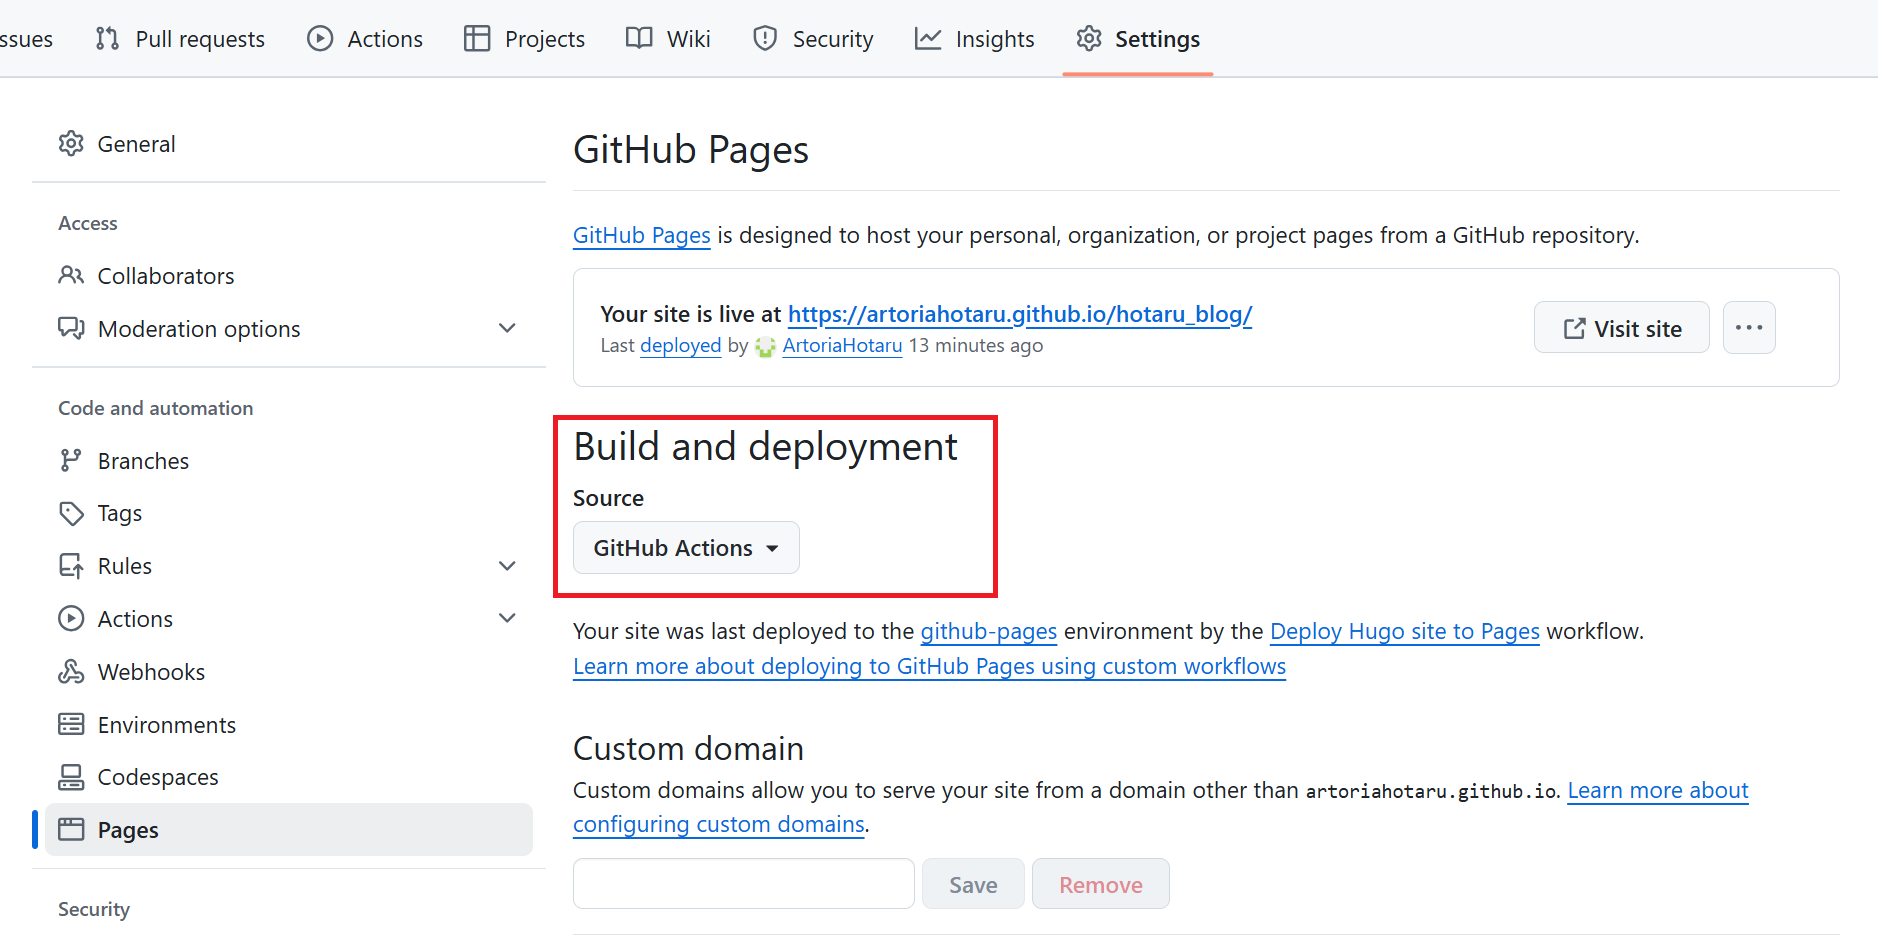 ssues
Pull requests
Actions
Projects
Wiki
Security
Insights
Settings
General
Access
Collaborators
Moderation options
Code and automation
Branches
Tags
Rules
Actions
Webhooks
Environments
Codespaces
Pages
Security
GitHub Pages
GitHub Pages is designed to host your personal, organization, or project pages from a GitHub repository.
Your site is live at https://artoriahotaru.github.io/hotaru_blog/
Last deployed by ArtoriaHotaru 13 minutes ago
Visit site
Build and deployment
Source
GitHub Actions
Your site was last deployed to the github-pages environment by the Deploy Hugo site to Pages workflow.
Learn more about deploying to GitHub Pages using custom workflows
Custom domain
Custom domains allow you to serve your site from a domain other than artoriahotaru.github.io. Learn more about
configuring custom domains.
Save
Remove